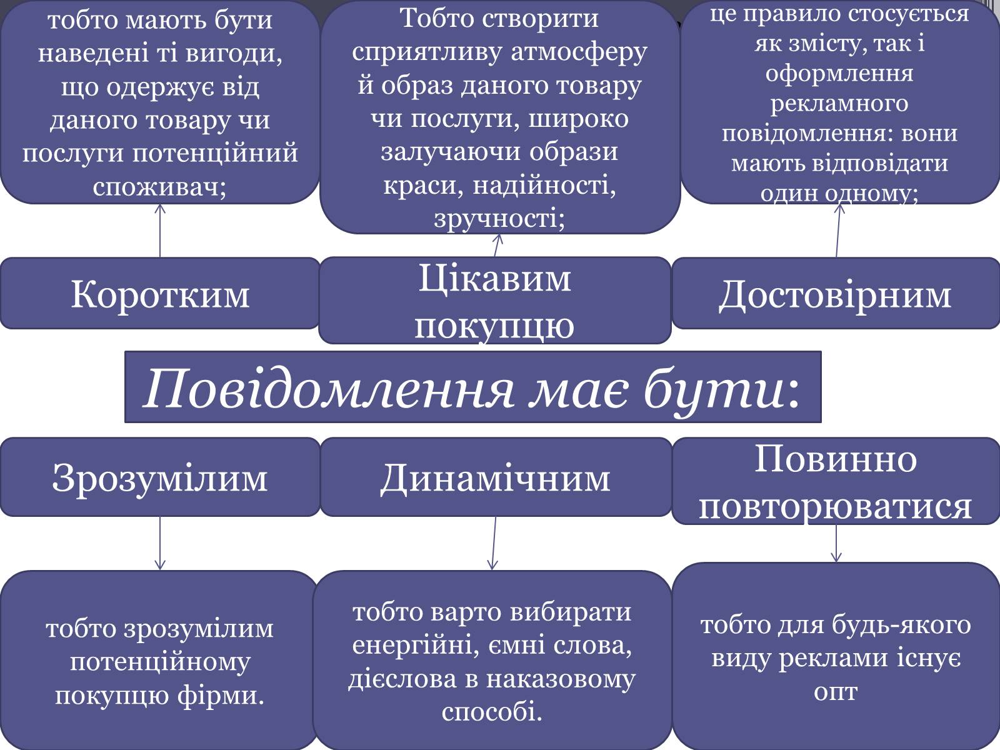 тобто мають бути
наведені ті вигоди,
що одержує від
даного товару чи
послуги потенційний
споживач;
Тобто створити
сприятливу атмосферу
й образ даного товару
чи послуги, широко
залучаючи образи
краси, надійності,
зручності;
це правило стосується
як змісту, так і
оформлення
рекламного
повідомлення: вони
мають відповідати
один одному;
Коротким
Цікавим
покупцю
Достовірним
Повідомлення має бути:
Зрозумілим
Динамічним
Повинно
повторюватися
тобто зрозумілим
потенційному
покупцю фірми.
тобто варто вибирати
енергійні, ємні слова,
дієслова в наказовому
способі.
тобто для будь-якого
виду реклами існує
опт